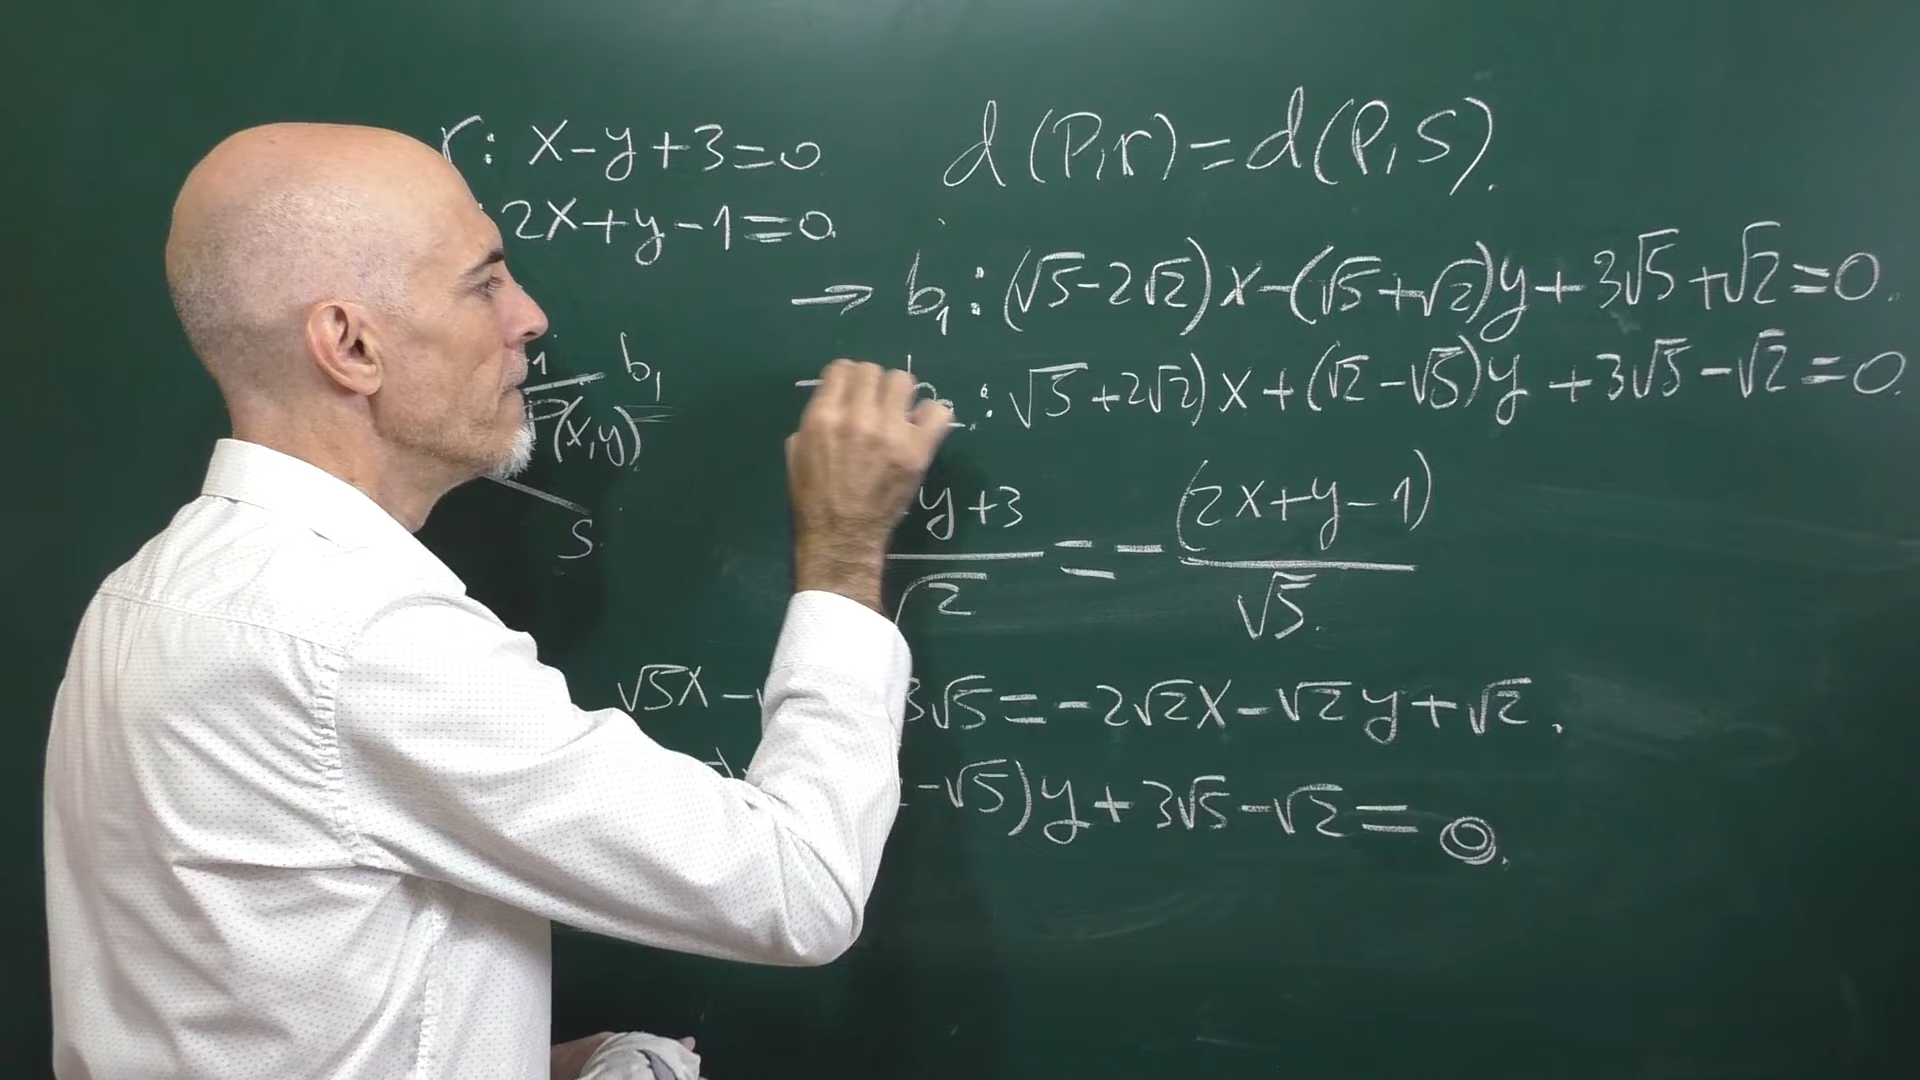 r: x-y+3=0
2x+y-1=0.
d(P,r)=d(P,s).
→ b₁: (√5-2√2)x-(√5+√2)y+3√5+√2=0.
: √5+2√2)x+(√2-√5)y+3√5-√2=0.
1 b₁
P(x,y)
s.
y+3/√2 = -(2x+y-1)/√5.
√5x- 3√5=-2√2x-√2y+√2.
-√5)y+3√5-√2=0.